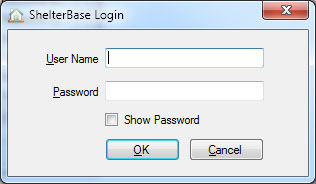 ShelterBase Login
User Name
Password
Show Password
OK
Cancel